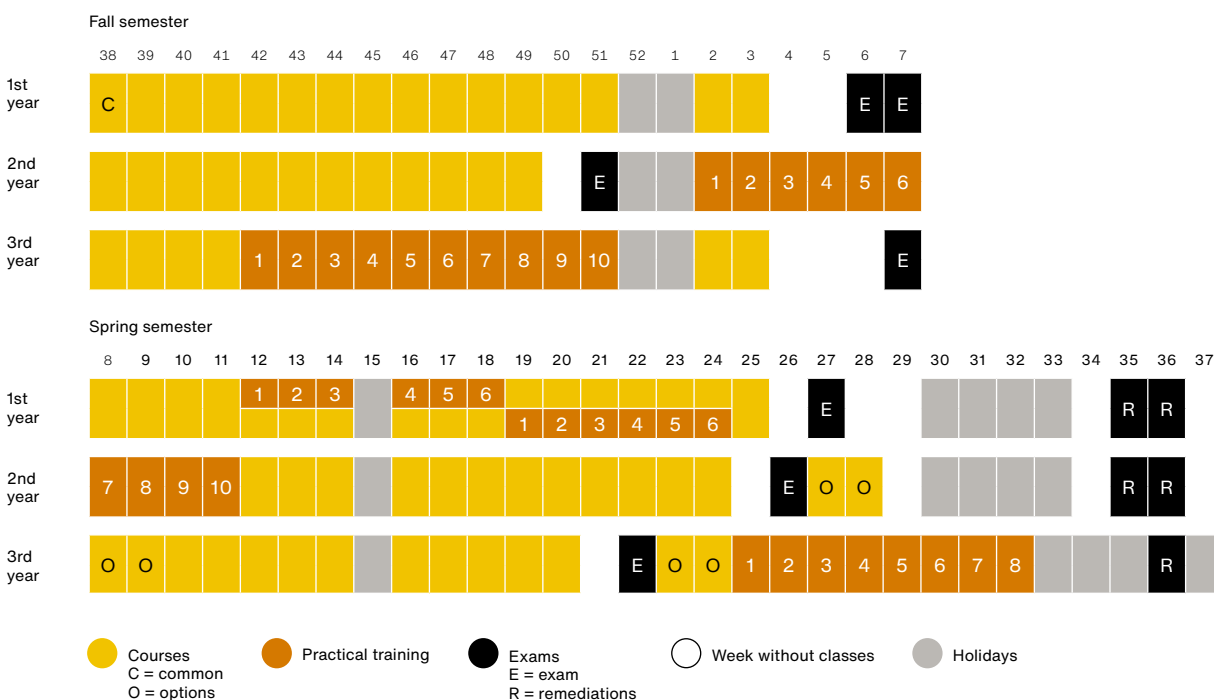 Fall semester
38 39 40 41 42 43 44 45 46 47 48 49 50 51 52 1 2 3 4 5 6 7
1st
year
C E E
2nd
year
E 1 2 3 4 5 6
3rd
year
1 2 3 4 5 6 7 8 9 10 E
Spring semester
8 9 10 11 12 13 14 15 16 17 18 19 20 21 22 23 24 25 26 27 28 29 30 31 32 33 34 35 36 37
1st
year
1 2 3 4 5 6
1 2 3 4 5 6
E R R
2nd
year
7 8 9 10 E O O R R
3rd
year
O O E O O 1 2 3 4 5 6 7 8 R
Courses
C = common
O = options
Practical training
Exams
E = exam
R = remediations
Week without classes
Holidays